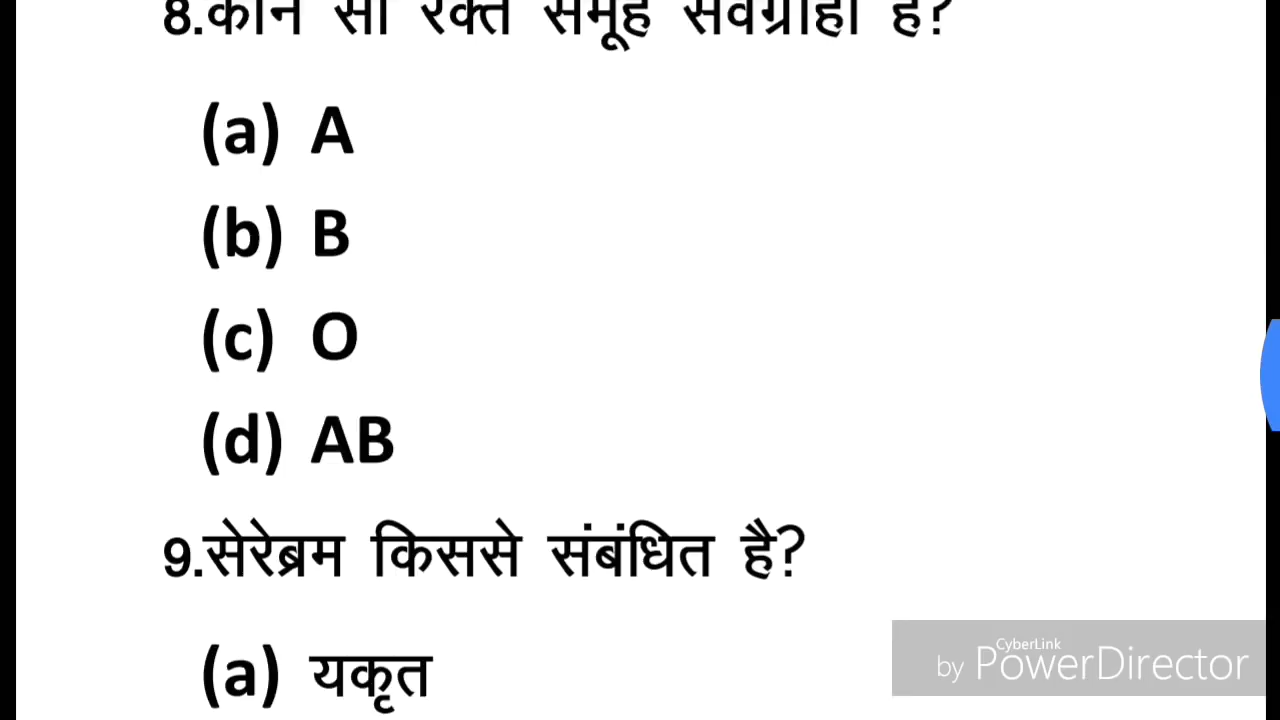 8.कौन सा रक्त समूह सर्वग्राही है?
(a) A
(b) B
(c) O
(d) AB
9.सेरेब्रम किससे संबंधित है?
(a) यकृत
CyberLink
by PowerDirector